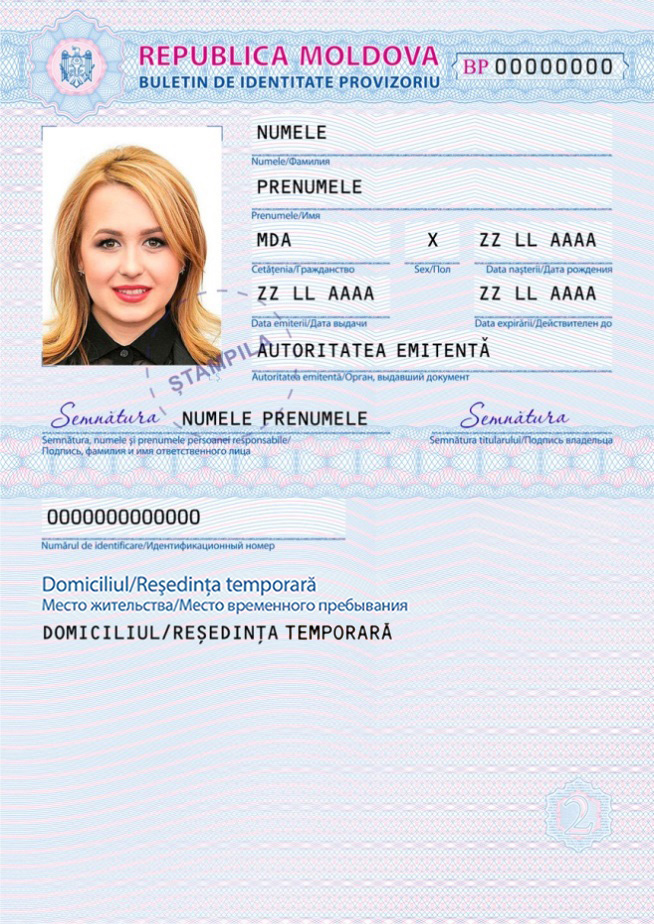 REPUBLICA MOLDOVA
BULETIN DE IDENTITATE PROVIZORIU
BP 00000000
NUMELE
Numele/Фамилия
PRENUMELE
Prenumele/Имя
MDA X ZZ LL AAAA
Cetățenia/Гражданство Sex/Пол Data nașterii/Дата рождения
ZZ LL AAAA ZZ LL AAAA
Data emiterii/Дата выдачи Data expirării/Действителен до
AUTORITATEA EMITENTĂ
Autoritatea emitentă/Орган, выдавший документ
ȘTAMPILA
Semnătura NUMELE PRENUMELE Semnătura
Semnătura, numele și prenumele persoanei responsabile/ Semnătura titularului/Подпись владельца
Подпись, фамилия и имя ответственного лица
0000000000000
Numărul de identificare/Идентификационный номер
Domiciliul/Reşedinţa temporară
Место жительства/Место временного пребывания
DOMICILIUL/REȘEDINȚA TEMPORARĂ
2